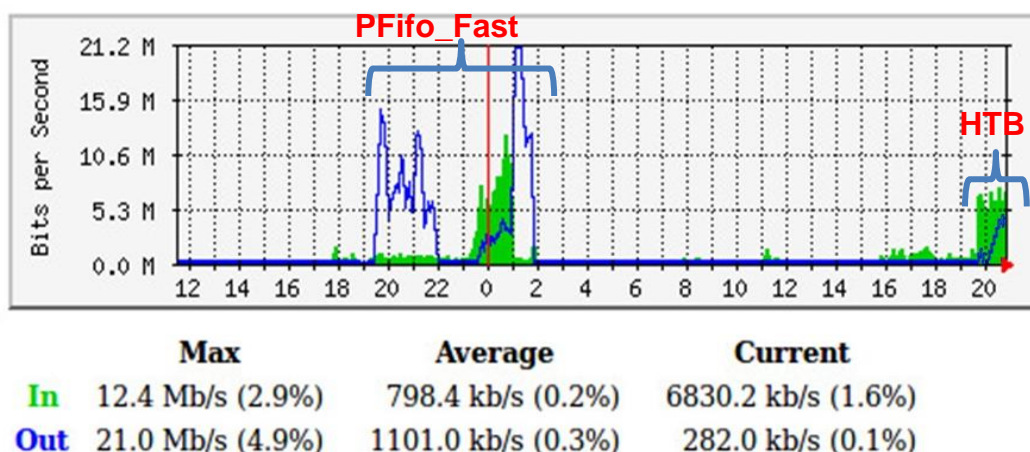 PFifo_Fast
21.2 M
15.9 M
HTB
10.6 M
5.3 M
0.0 M
Bits per Second
12 14 16 18 20 22 0 2 4 6 8 10 12 14 16 18 20
Max Average Current
In 12.4 Mb/s (2.9%) 798.4 kb/s (0.2%) 6830.2 kb/s (1.6%)
Out 21.0 Mb/s (4.9%) 1101.0 kb/s (0.3%) 282.0 kb/s (0.1%)